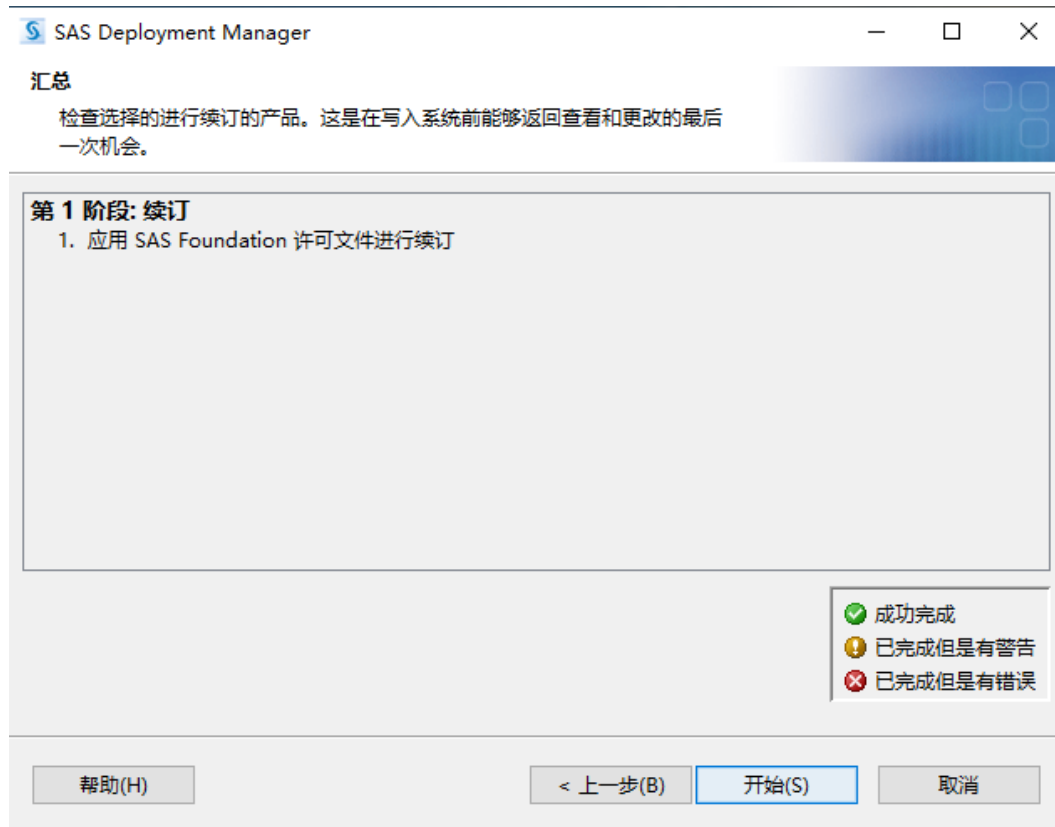 SAS Deployment Manager
汇总
检查选择的进行续订的产品。这是在写入系统前能够返回查看和更改的最后
一次机会。
第 1 阶段: 续订
1. 应用 SAS Foundation 许可文件进行续订
成功完成
已完成但是有警告
已完成但是有错误
帮助(H)
< 上一步(B)
开始(S)
取消